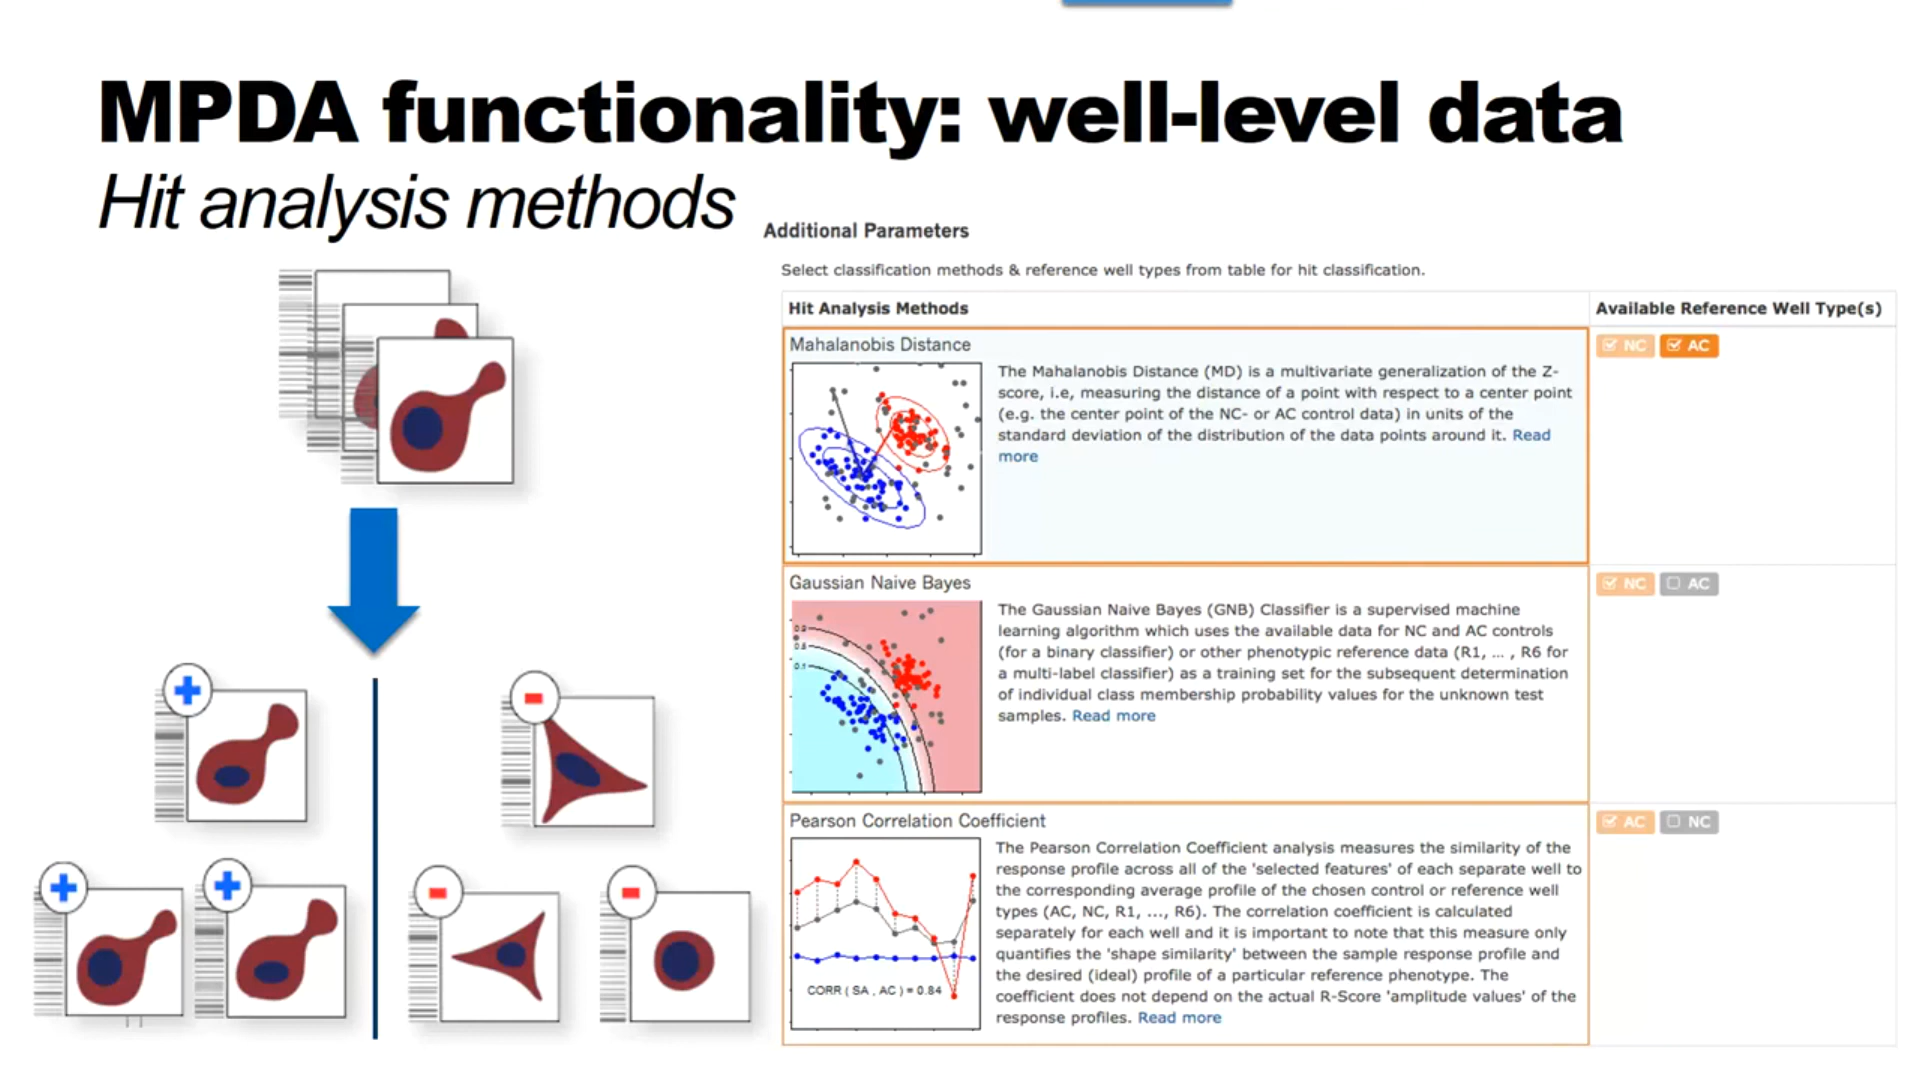 MPDA functionality: well-level data
Hit analysis methods
Additional Parameters
Select classification methods & reference well types from table for hit classification.
Hit Analysis Methods
Available Reference Well Type(s)
Mahalanobis Distance
NC
AC
The Mahalanobis Distance (MD) is a multivariate generalization of the Z-
score, i.e, measuring the distance of a point with respect to a center point
(e.g. the center point of the NC- or AC control data) in units of the
standard deviation of the distribution of the data points around it. Read
more
Gaussian Naive Bayes
NC
AC
0.9
0.5
0.1
The Gaussian Naive Bayes (GNB) Classifier is a supervised machine
learning algorithm which uses the available data for NC and AC controls
(for a binary classifier) or other phenotypic reference data (R1, ... , R6 for
a multi-label classifier) as a training set for the subsequent determination
of individual class membership probability values for the unknown test
samples. Read more
Pearson Correlation Coefficient
AC
NC
CORR ( SA , AC ) = 0.84
The Pearson Correlation Coefficient analysis measures the similarity of the
response profile across all of the 'selected features' of each separate well to
the corresponding average profile of the chosen control or reference well
types (AC, NC, R1, ..., R6). The correlation coefficient is calculated
separately for each well and it is important to note that this measure only
quantifies the 'shape similarity' between the sample response profile and
the desired (ideal) profile of a particular reference phenotype. The
coefficient does not depend on the actual R-Score 'amplitude values' of the
response profiles. Read more